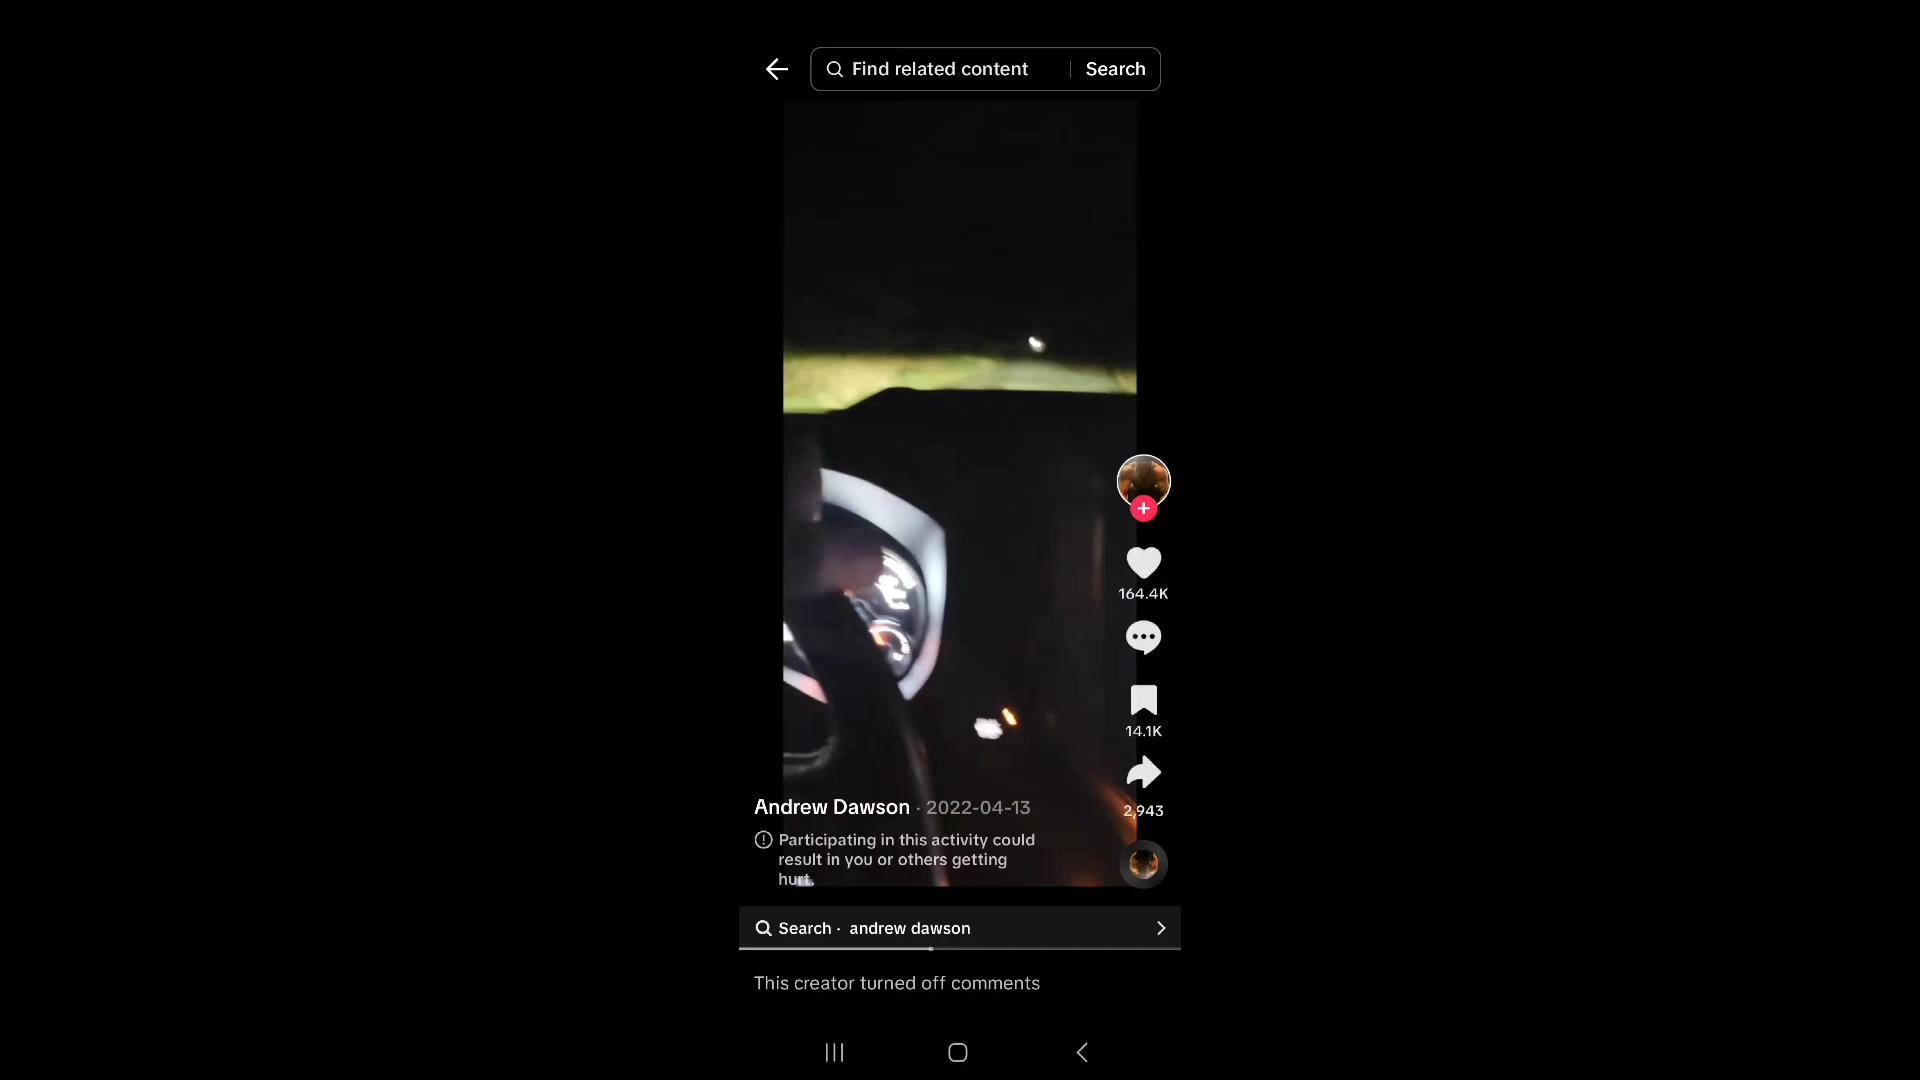 Find related content
Search
164.4K
14.1K
2,943
Andrew Dawson · 2022-04-13
Participating in this activity could
result in you or others getting
hurt.
Search · andrew dawson
This creator turned off comments